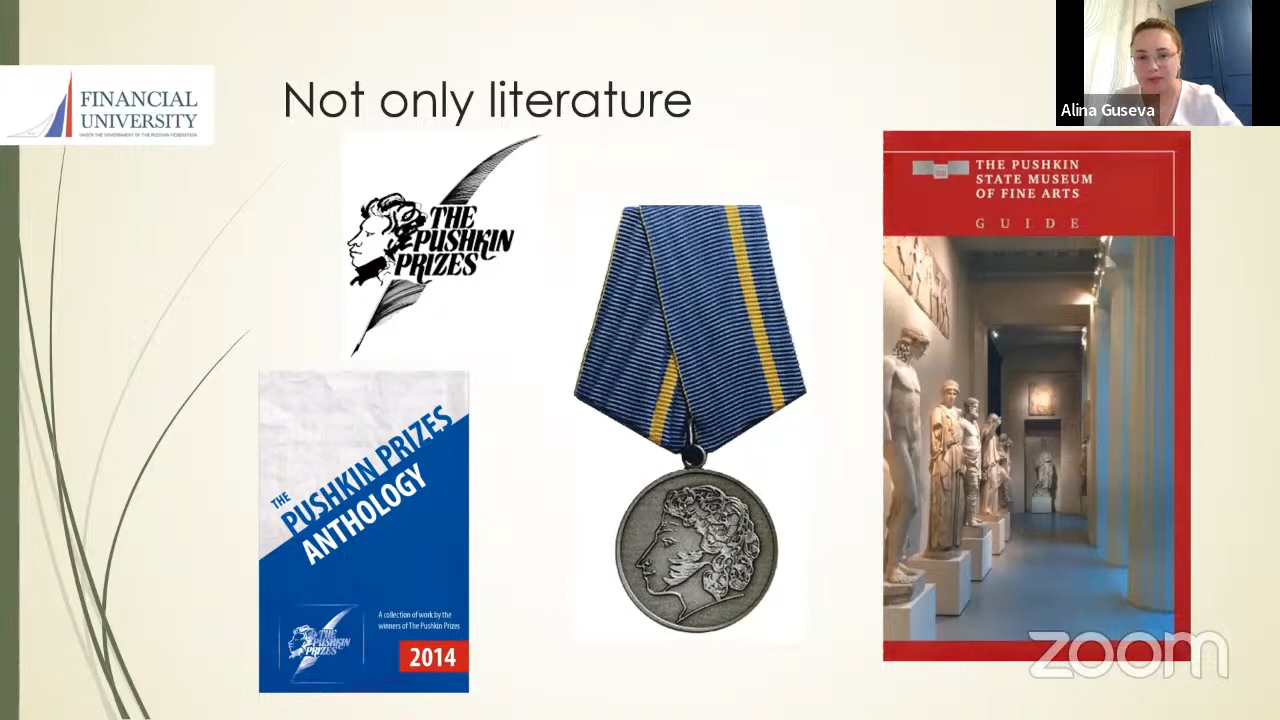 FINANCIAL
UNIVERSITY
UNDER THE GOVERNMENT OF THE RUSSIAN FEDERATION
Not only literature
Alina Guseva
THE
PUSHKIN
PRIZES
THE PUSHKIN
STATE MUSEUM
OF FINE ARTS
GUIDE
THE
PUSHKIN PRIZES
ANTHOLOGY
A collection of work by the
winners of The Pushkin Prizes
THE
PUSHKIN
PRIZES
2014
zoom